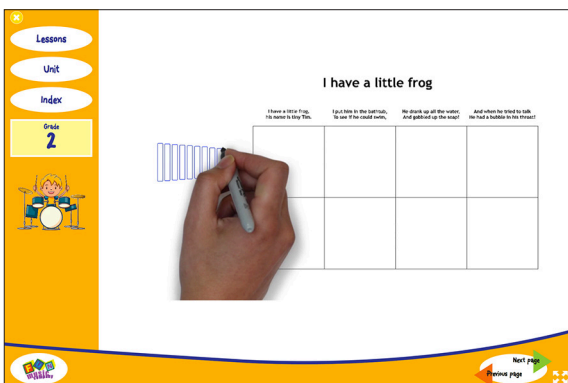 Lessons
Unit
Index
Grade
2
I have a little frog
I have a little frog,
His name is tiny Tim.
I put him in the bathtub,
To see if he could swim,
He drank up all the water,
And gobbled up the soap!
And when he tried to talk
He had a bubble in his throat!
Next page
Previous page